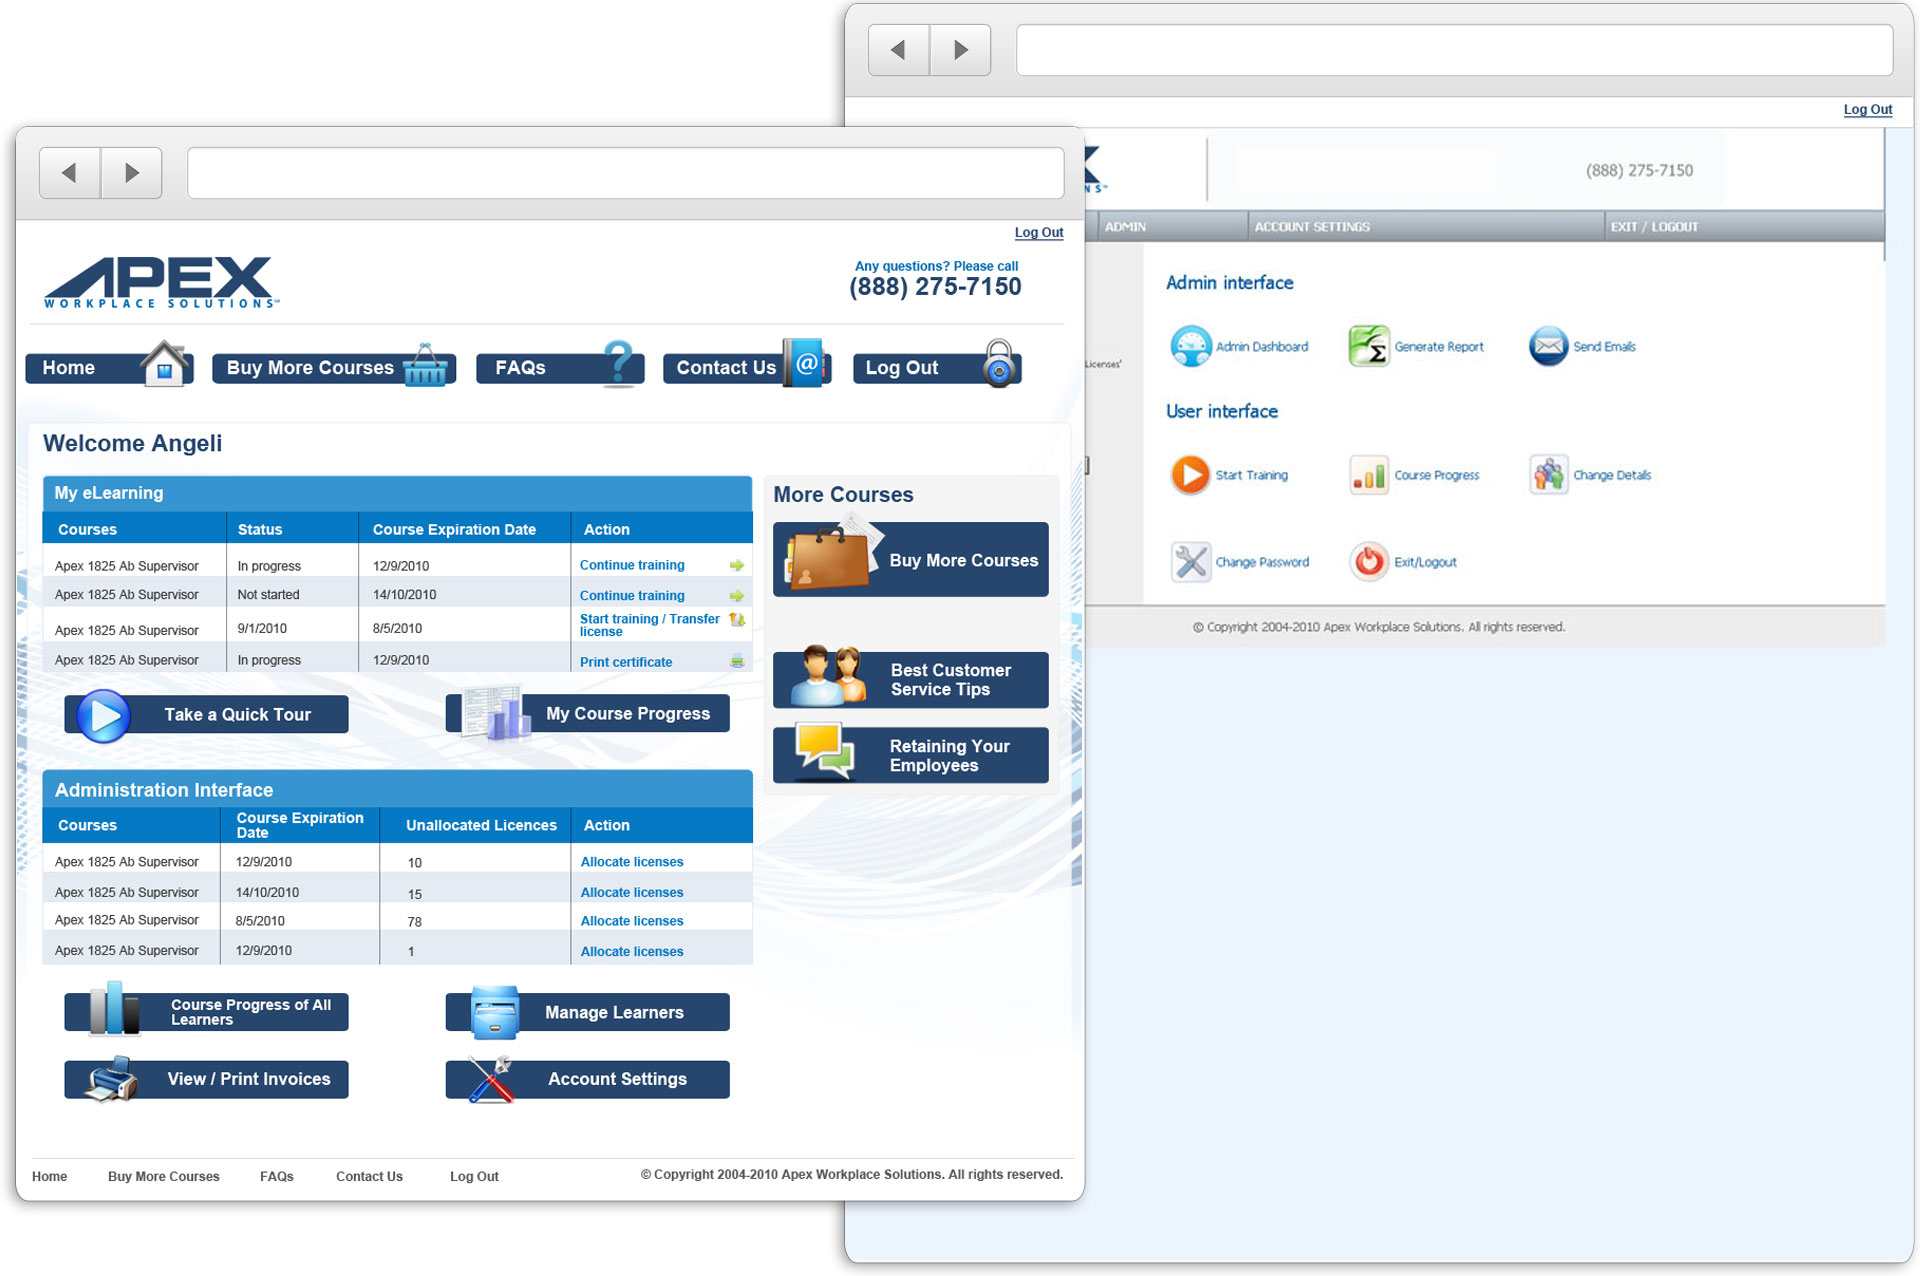 Log Out
(888) 275-7150
NS™
ADMIN ACCOUNT SETTINGS EXIT / LOGOUT
Admin interface
Admin Dashboard Generate Report Send Emails
Licenses'
User interface
Start Training Course Progress Change Details
Change Password Exit/Logout
© Copyright 2004-2010 Apex Workplace Solutions. All rights reserved.
Log Out
APEX
WORKPLACE SOLUTIONS™
Any questions? Please call
(888) 275-7150
Home Buy More Courses FAQs Contact Us Log Out
Welcome Angeli
My eLearning
Courses Status Course Expiration Date Action
Apex 1825 Ab Supervisor In progress 12/9/2010 Continue training
Apex 1825 Ab Supervisor Not started 14/10/2010 Continue training
Apex 1825 Ab Supervisor 9/1/2010 8/5/2010 Start training / Transfer
license
Apex 1825 Ab Supervisor In progress 12/9/2010 Print certificate
Take a Quick Tour My Course Progress
More Courses
Buy More Courses
Best Customer
Service Tips
Retaining Your
Employees
Administration Interface
Courses Course Expiration
Date Unallocated Licences Action
Apex 1825 Ab Supervisor 12/9/2010 10 Allocate licenses
Apex 1825 Ab Supervisor 14/10/2010 15 Allocate licenses
Apex 1825 Ab Supervisor 8/5/2010 78 Allocate licenses
Apex 1825 Ab Supervisor 12/9/2010 1 Allocate licenses
Course Progress of All
Learners
Manage Learners
View / Print Invoices Account Settings
Home Buy More Courses FAQs Contact Us Log Out © Copyright 2004-2010 Apex Workplace Solutions. All rights reserved.